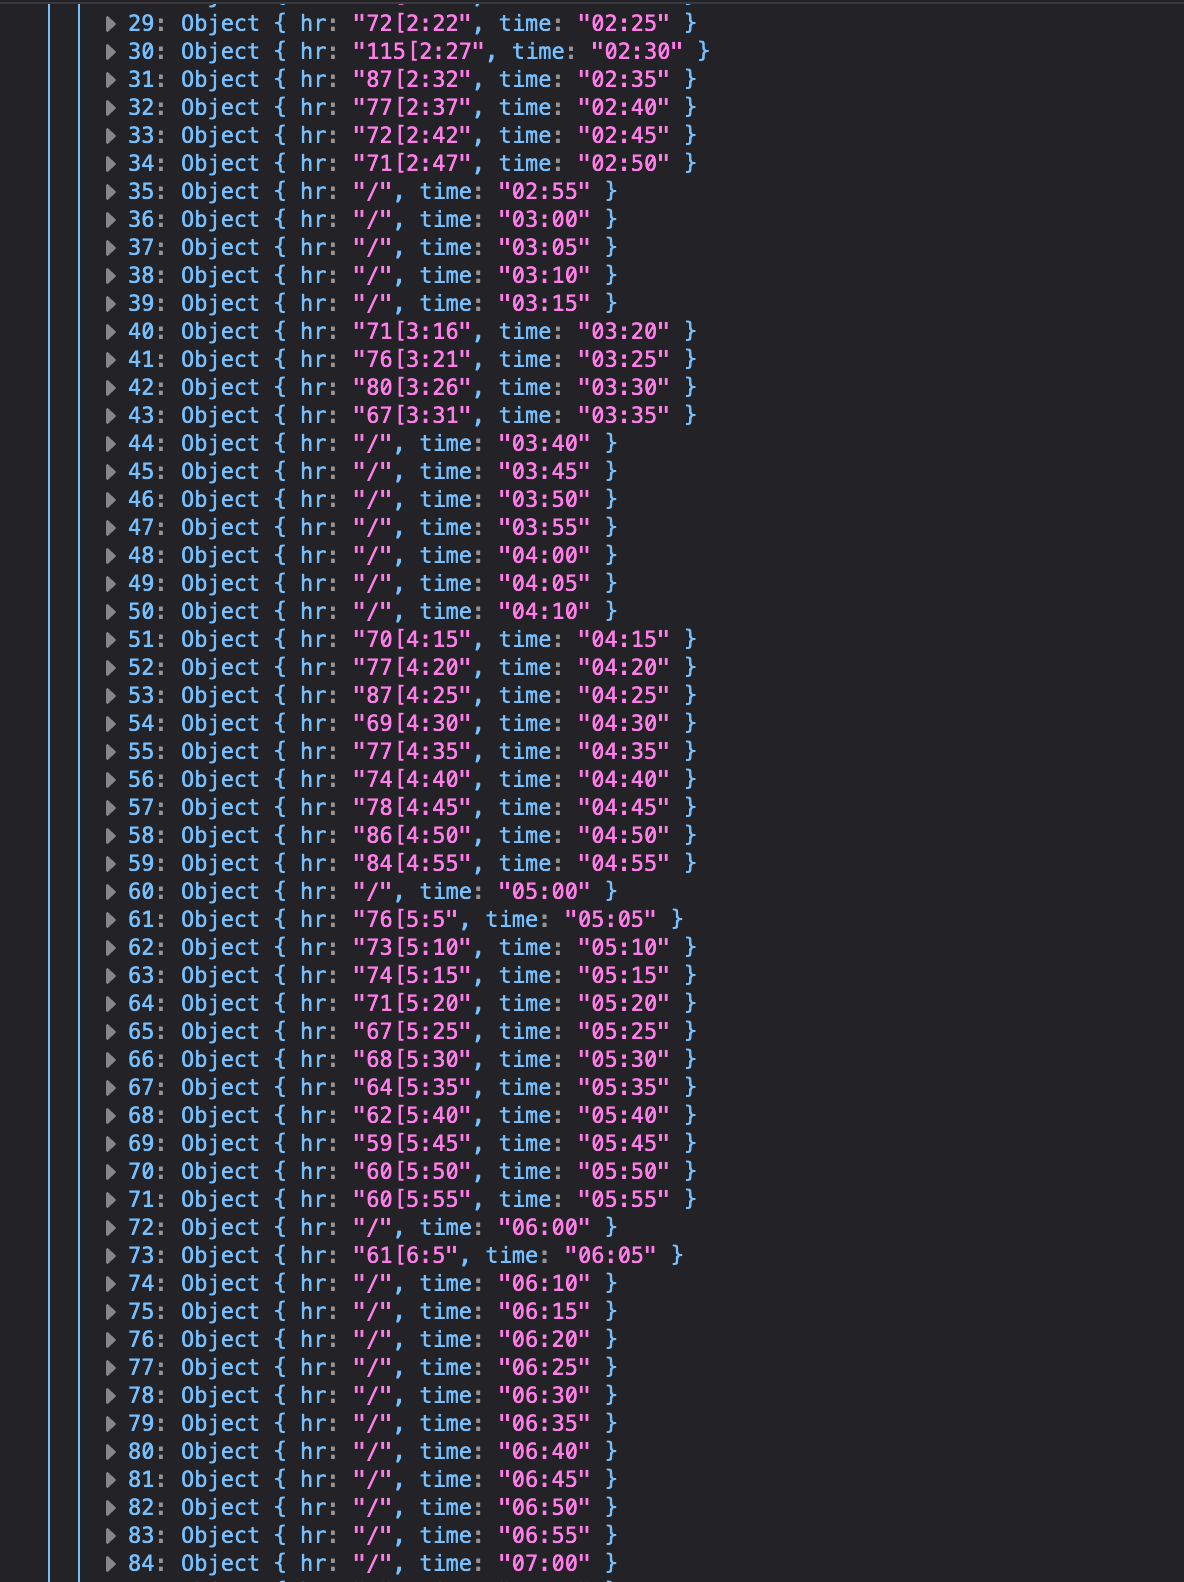 29: Object { hr: "72[2:22", time: "02:25" }
30: Object { hr: "115[2:27", time: "02:30" }
31: Object { hr: "87[2:32", time: "02:35" }
32: Object { hr: "77[2:37", time: "02:40" }
33: Object { hr: "72[2:42", time: "02:45" }
34: Object { hr: "71[2:47", time: "02:50" }
35: Object { hr: "/", time: "02:55" }
36: Object { hr: "/", time: "03:00" }
37: Object { hr: "/", time: "03:05" }
38: Object { hr: "/", time: "03:10" }
39: Object { hr: "/", time: "03:15" }
40: Object { hr: "71[3:16", time: "03:20" }
41: Object { hr: "76[3:21", time: "03:25" }
42: Object { hr: "80[3:26", time: "03:30" }
43: Object { hr: "67[3:31", time: "03:35" }
44: Object { hr: "/", time: "03:40" }
45: Object { hr: "/", time: "03:45" }
46: Object { hr: "/", time: "03:50" }
47: Object { hr: "/", time: "03:55" }
48: Object { hr: "/", time: "04:00" }
49: Object { hr: "/", time: "04:05" }
50: Object { hr: "/", time: "04:10" }
51: Object { hr: "70[4:15", time: "04:15" }
52: Object { hr: "77[4:20", time: "04:20" }
53: Object { hr: "87[4:25", time: "04:25" }
54: Object { hr: "69[4:30", time: "04:30" }
55: Object { hr: "77[4:35", time: "04:35" }
56: Object { hr: "74[4:40", time: "04:40" }
57: Object { hr: "78[4:45", time: "04:45" }
58: Object { hr: "86[4:50", time: "04:50" }
59: Object { hr: "84[4:55", time: "04:55" }
60: Object { hr: "/", time: "05:00" }
61: Object { hr: "76[5:5", time: "05:05" }
62: Object { hr: "73[5:10", time: "05:10" }
63: Object { hr: "74[5:15", time: "05:15" }
64: Object { hr: "71[5:20", time: "05:20" }
65: Object { hr: "67[5:25", time: "05:25" }
66: Object { hr: "68[5:30", time: "05:30" }
67: Object { hr: "64[5:35", time: "05:35" }
68: Object { hr: "62[5:40", time: "05:40" }
69: Object { hr: "59[5:45", time: "05:45" }
70: Object { hr: "60[5:50", time: "05:50" }
71: Object { hr: "60[5:55", time: "05:55" }
72: Object { hr: "/", time: "06:00" }
73: Object { hr: "61[6:5", time: "06:05" }
74: Object { hr: "/", time: "06:10" }
75: Object { hr: "/", time: "06:15" }
76: Object { hr: "/", time: "06:20" }
77: Object { hr: "/", time: "06:25" }
78: Object { hr: "/", time: "06:30" }
79: Object { hr: "/", time: "06:35" }
80: Object { hr: "/", time: "06:40" }
81: Object { hr: "/", time: "06:45" }
82: Object { hr: "/", time: "06:50" }
83: Object { hr: "/", time: "06:55" }
84: Object { hr: "/", time: "07:00" }